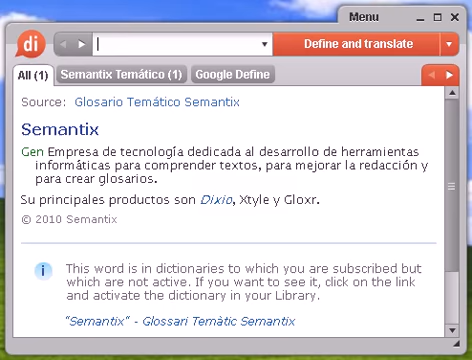 Menu
di
Define and translate
All (1) Semantix Temático (1) Google Define
Source: Glosario Temático Semantix
Semantix
Gen Empresa de tecnología dedicada al desarrollo de herramientas
informáticas para comprender textos, para mejorar la redacción y
para crear glosarios.
Su principales productos son Dixio, Xtyle y Gloxr.
© 2010 Semantix
i
This word is in dictionaries to which you are subscribed but
which are not active. If you want to see it, click on the link
and activate the dictionary in your Library.
"Semantix" - Glossari Temàtic Semantix